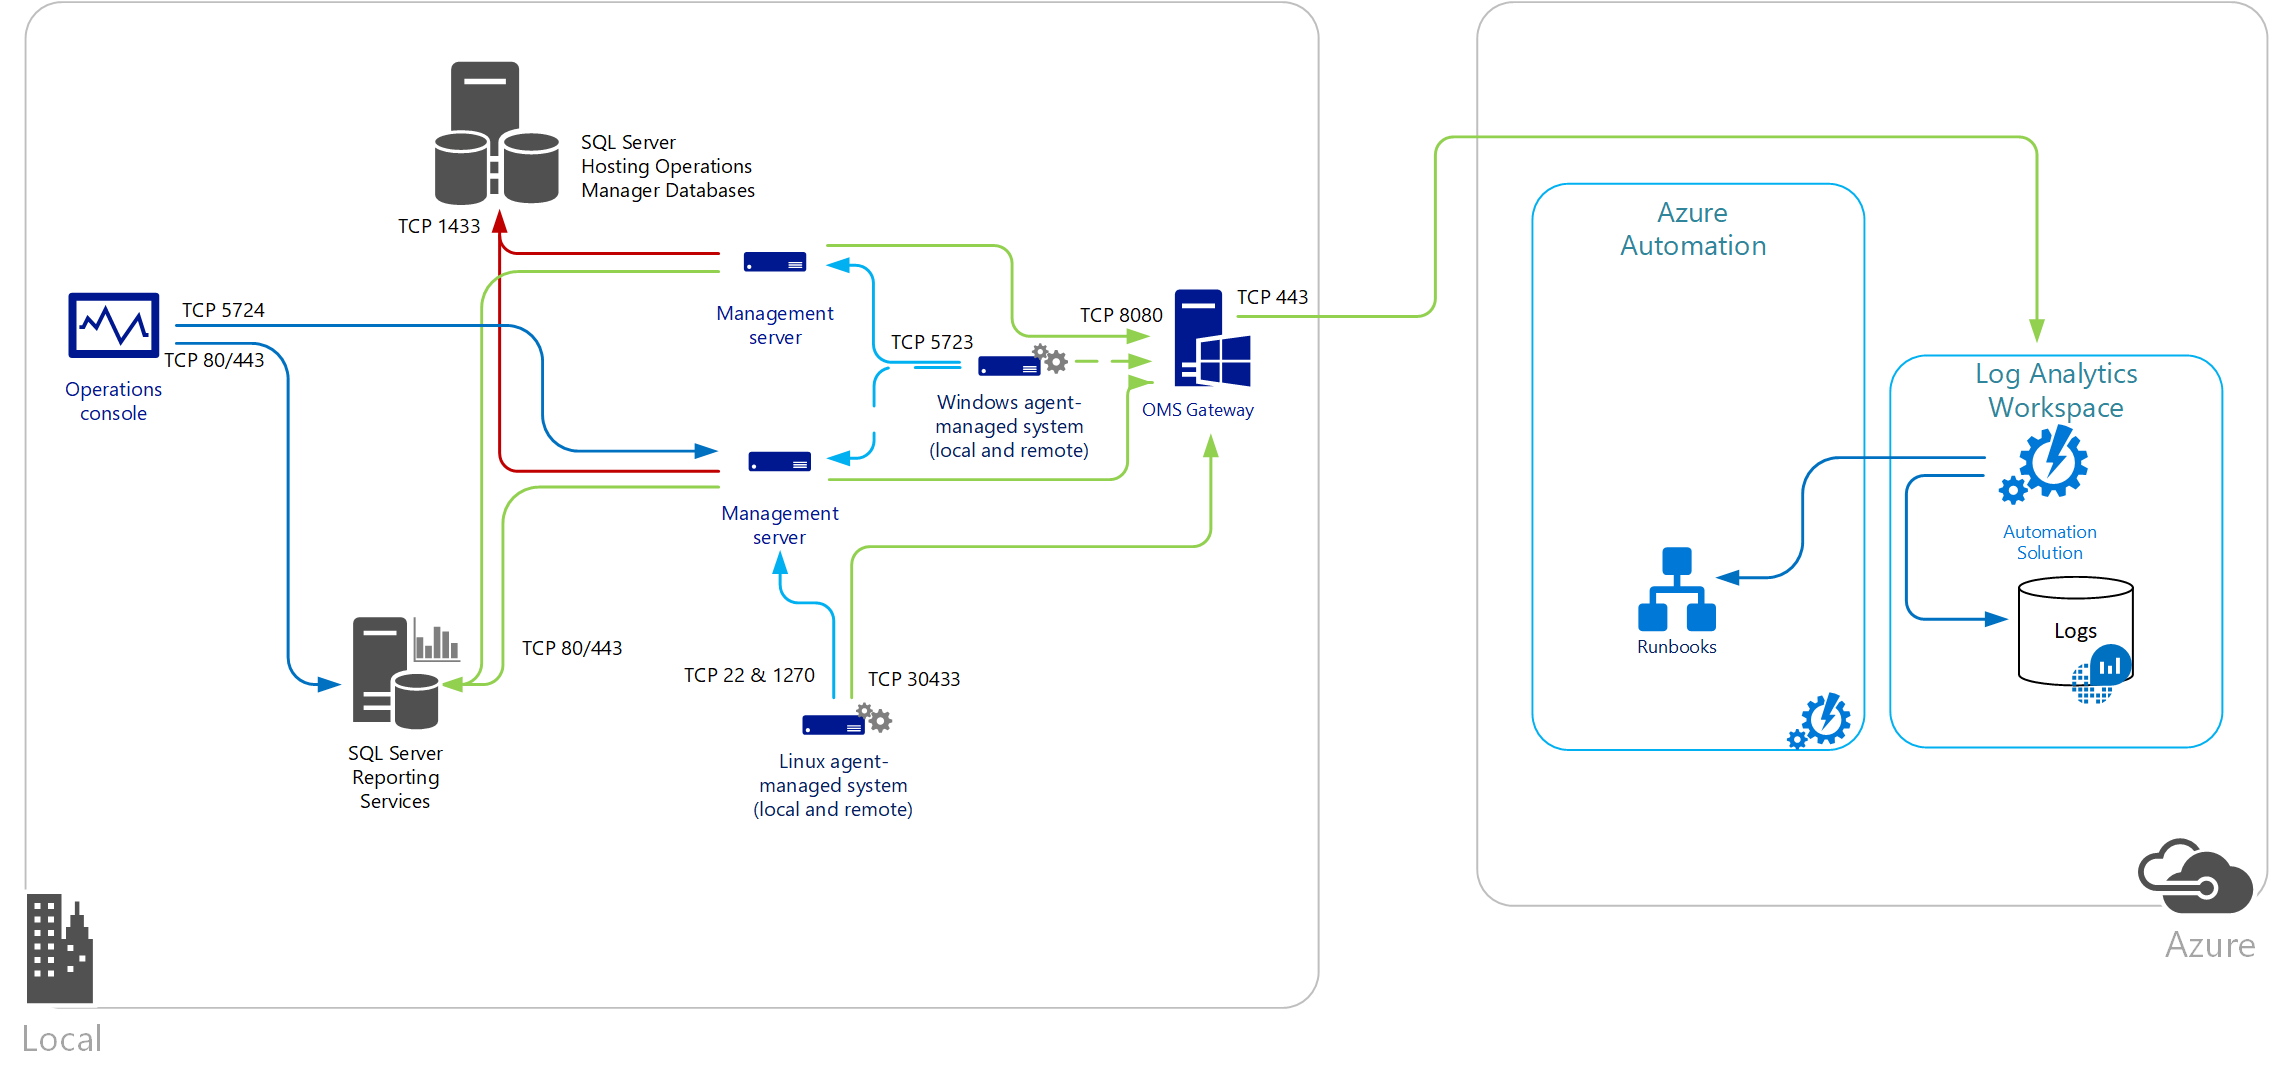 SQL Server
Hosting Operations
Manager Databases
TCP 1433
TCP 5724
TCP 80/443
Operations
console
Management
server
TCP 5723
Windows agent-
managed system
(local and remote)
TCP 8080
TCP 443
OMS Gateway
Management
server
TCP 80/443
TCP 22 & 1270
TCP 30433
SQL Server
Reporting
Services
Linux agent-
managed system
(local and remote)
Local
Azure
Automation
Runbooks
Log Analytics
Workspace
Automation
Solution
Logs
Azure